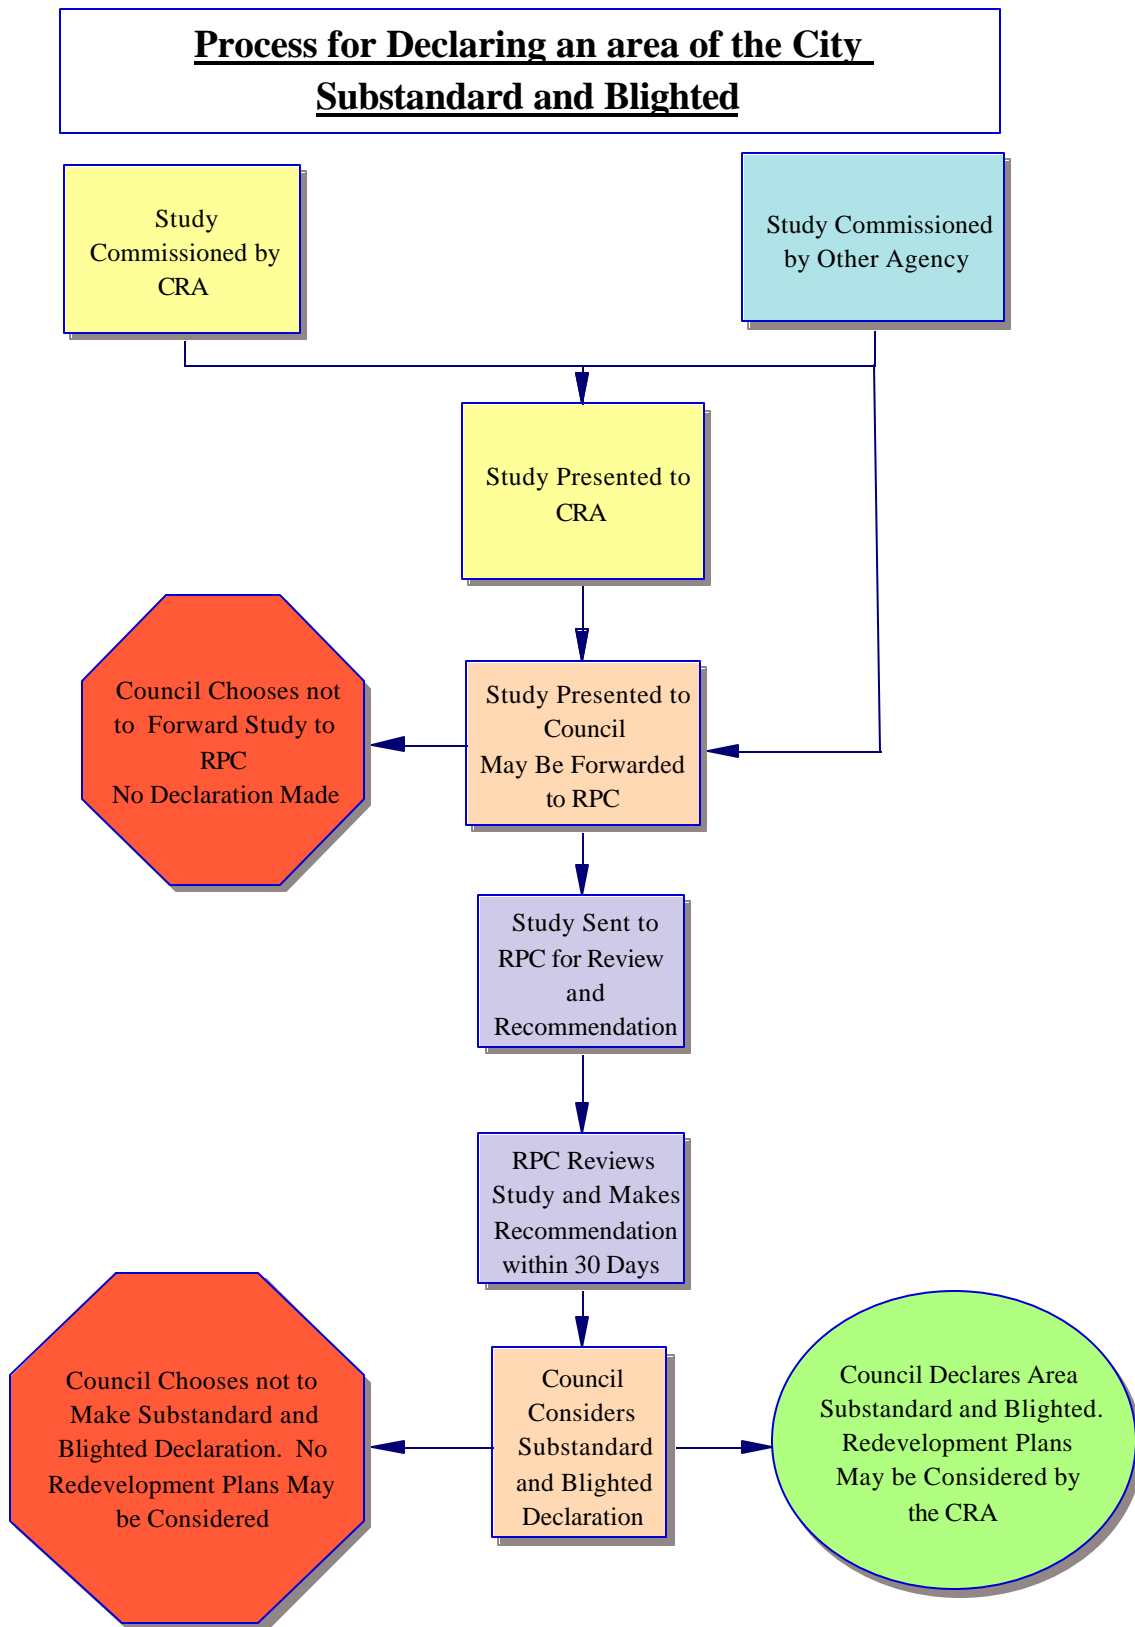 Process for Declaring an area of the City
Substandard and Blighted
Study
Commissioned by
CRA
Study Commissioned
by Other Agency
Study Presented to
CRA
Council Chooses not
to Forward Study to
RPC
No Declaration Made
Study Presented to
Council
May Be Forwarded
to RPC
Study Sent to
RPC for Review
and
Recommendation
RPC Reviews
Study and Makes
Recommendation
within 30 Days
Council Chooses not to
Make Substandard and
Blighted Declaration. No
Redevelopment Plans May
be Considered
Council
Considers
Substandard
and Blighted
Declaration
Council Declares Area
Substandard and Blighted.
Redevelopment Plans
May be Considered by
the CRA